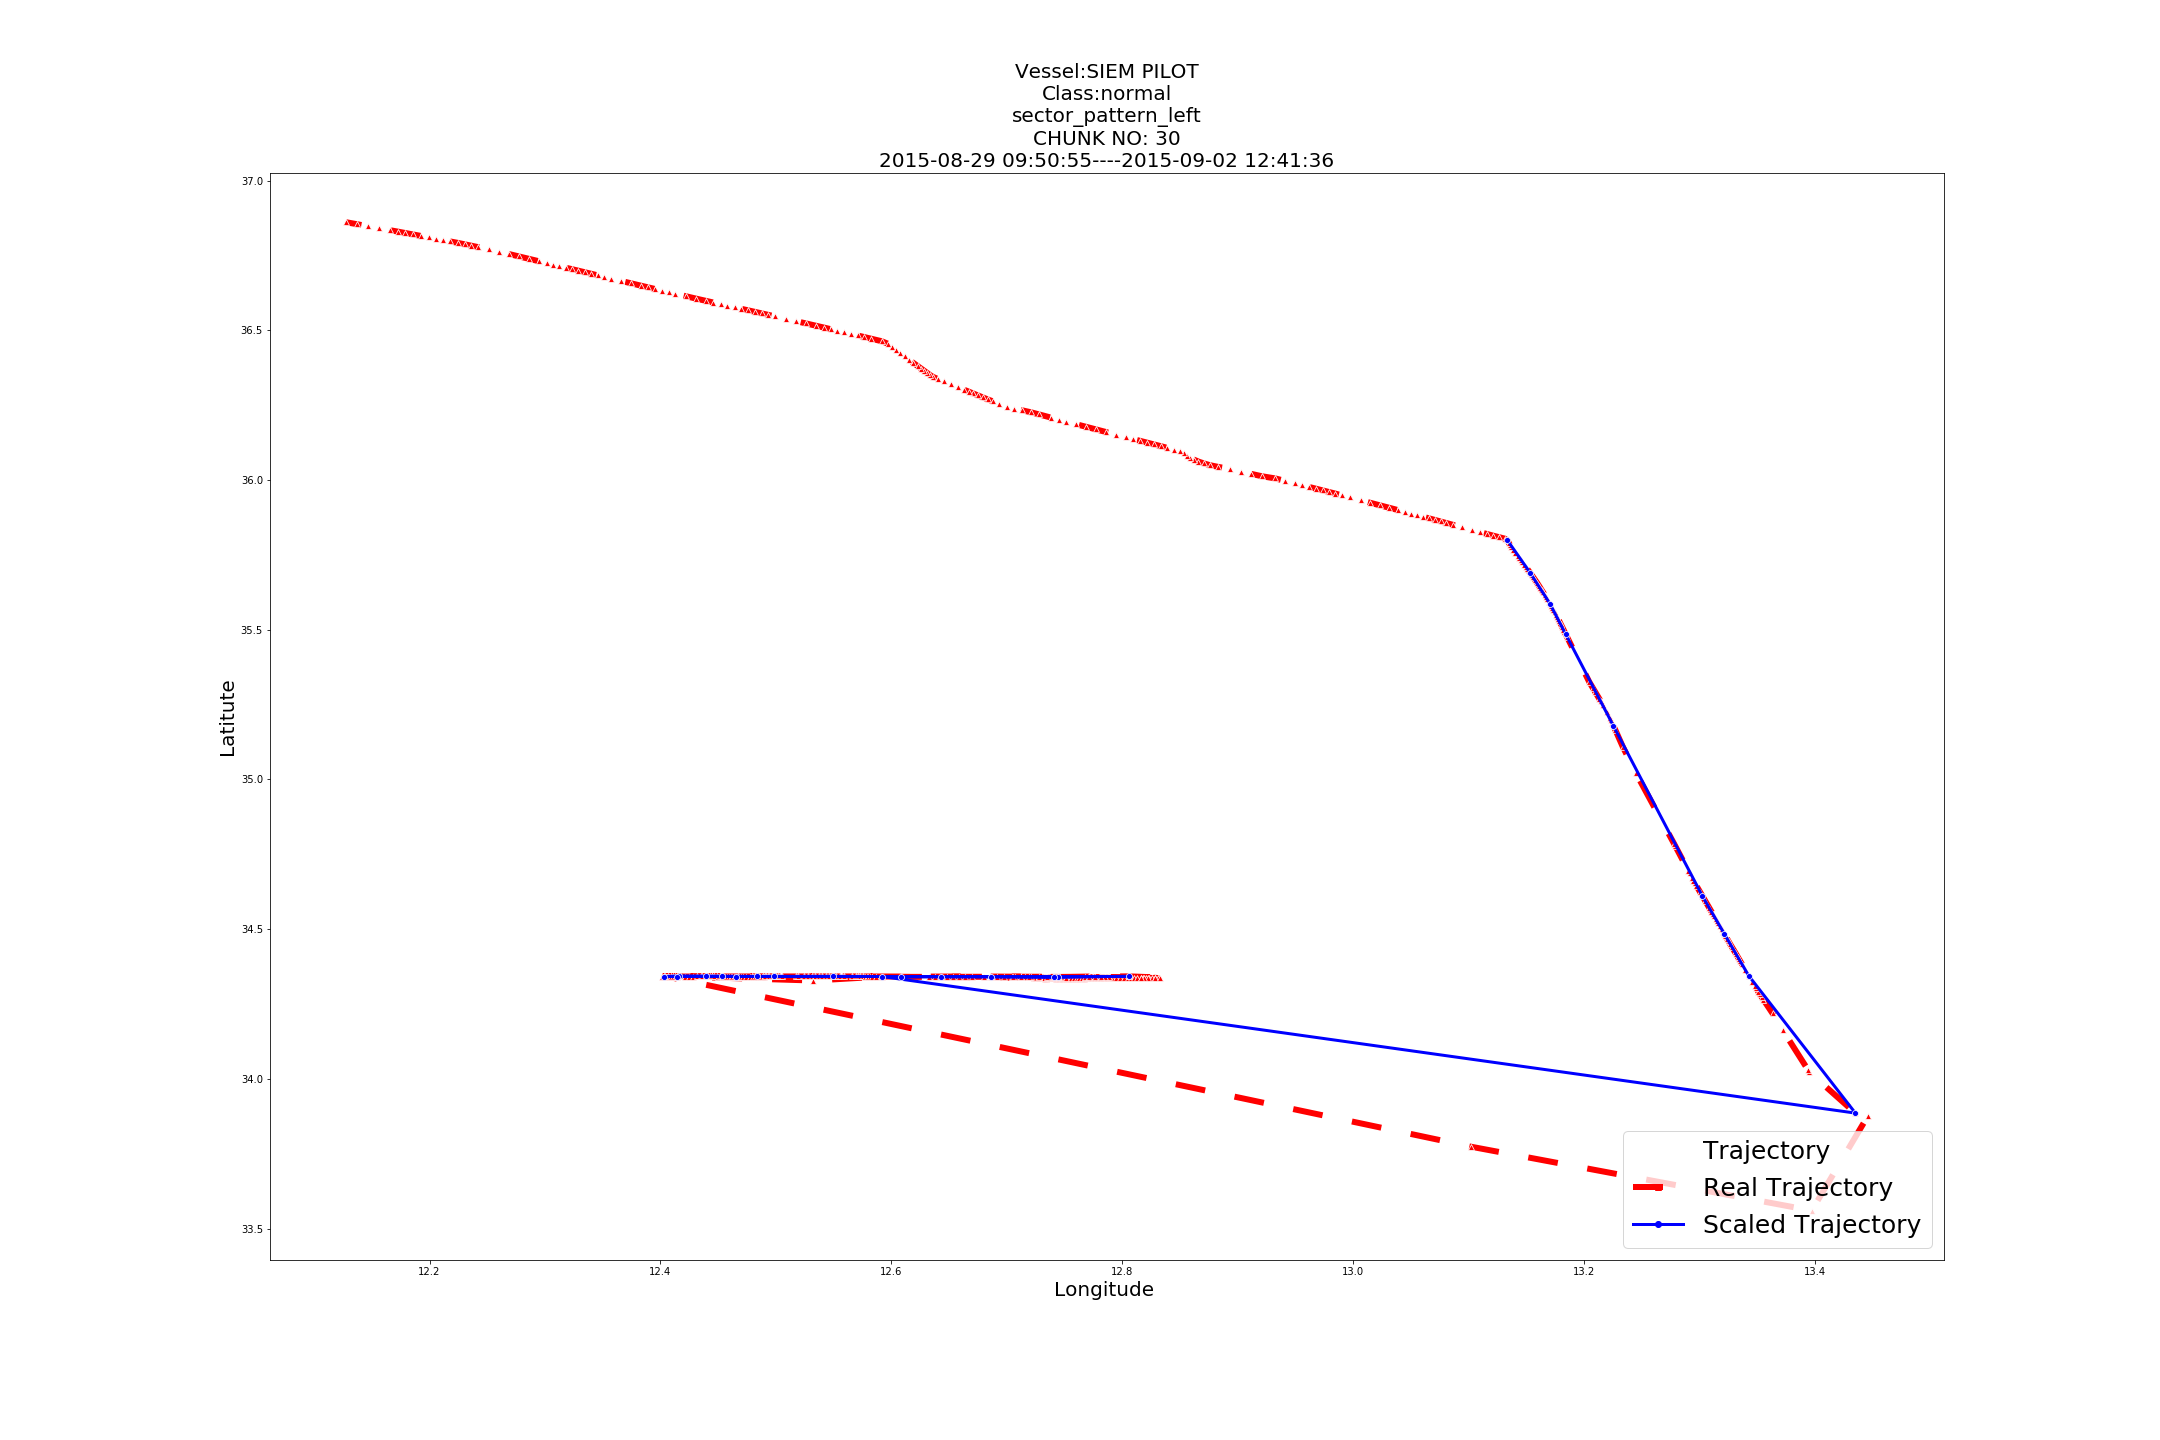 Vessel:SIEM PILOT
Class:normal
sector_pattern_left
CHUNK NO: 30
2015-08-29 09:50:55----2015-09-02 12:41:36
37.0
36.5
36.0
35.5
35.0
34.5
34.0
33.5
Latitute
12.2
12.4
12.6
12.8
13.0
13.2
13.4
Longitude
Trajectory
Real Trajectory
Scaled Trajectory